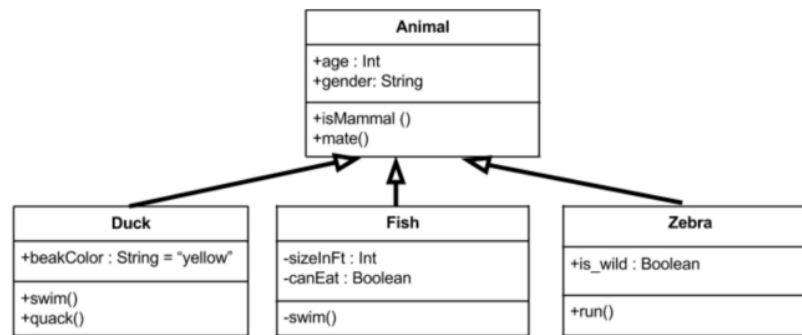 Animal
+age : Int
+gender: String
+isMammal ()
+mate()
Duck
+beakColor : String = “yellow”
+swim()
+quack()
Fish
-sizeInFt : Int
-canEat : Boolean
-swim()
Zebra
+is_wild : Boolean
+run()